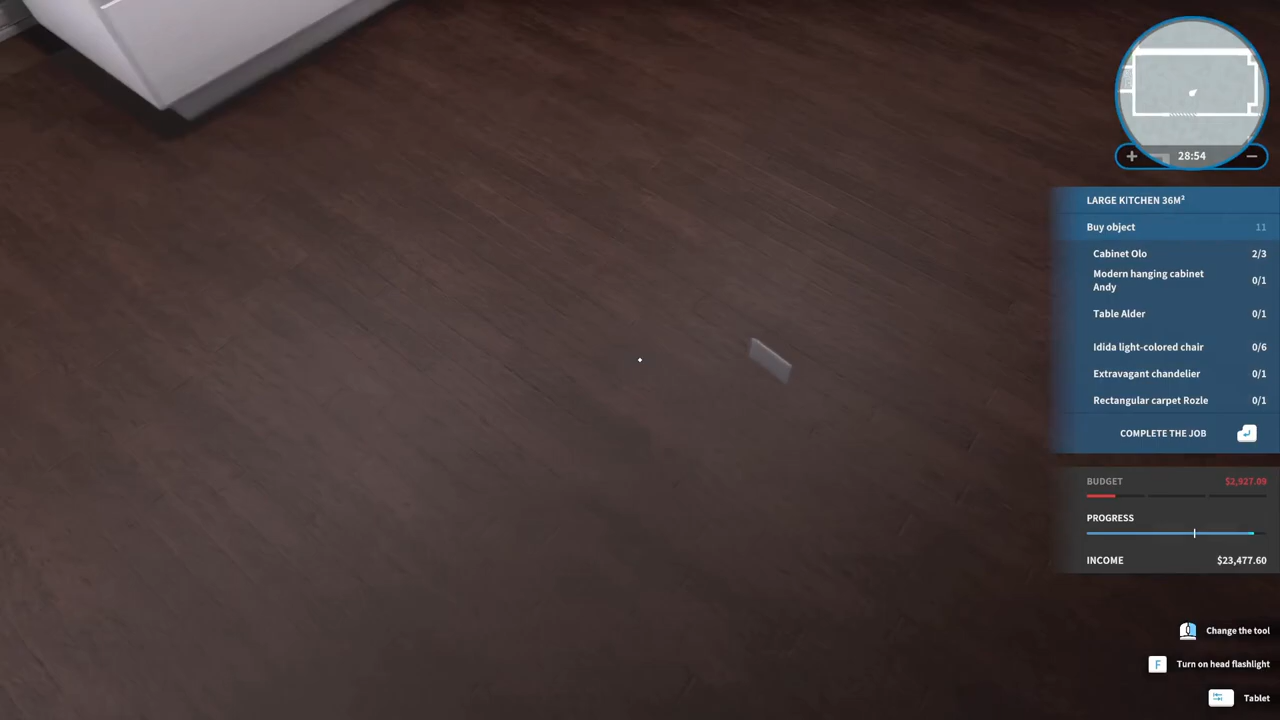 28:54
LARGE KITCHEN 36M²
Buy object 11
Cabinet Olo 2/3
Modern hanging cabinet
Andy 0/1
Table Alder 0/1
Idida light-colored chair 0/6
Extravagant chandelier 0/1
Rectangular carpet Rozle 0/1
COMPLETE THE JOB
BUDGET $2,927.09
PROGRESS
INCOME $23,477.60
Change the tool
F Turn on head flashlight
Tablet